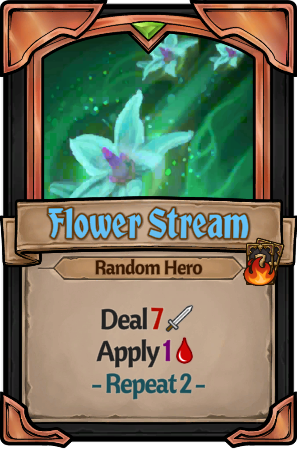 Flower Stream
Random Hero
Deal 7
Apply 1
- Repeat 2 -